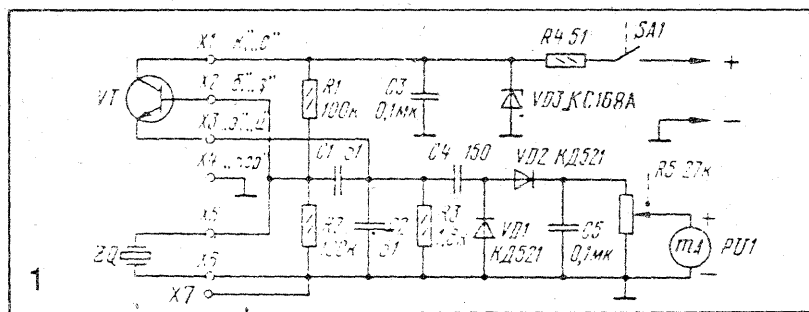 X1 „К“„С“
R4 51
SA1
+
X2 „Б“„З“
VT
R1
100к
C3
0,1мк
VD3 КС168А
X3 „Э“„И“
−
X4
C1 51
C4 150
VD2 КД521
R5 27к
X5
+
ZQ
R2
100к
C2
51
R3
1,8к
VD1
КД521
C5
0,1мк
mA
PU1
X6
−
1
X7